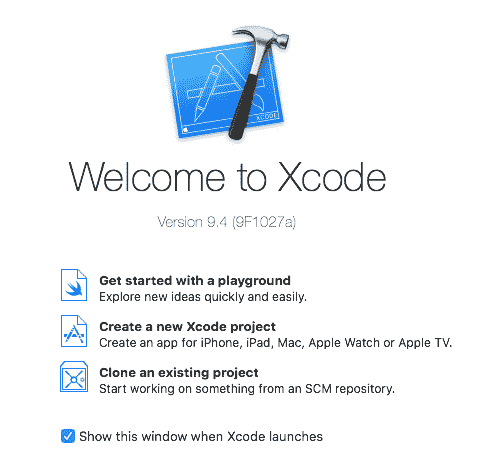 XCODE
Welcome to Xcode
Version 9.4 (9F1027a)
Get started with a playground
Explore new ideas quickly and easily.
Create a new Xcode project
Create an app for iPhone, iPad, Mac, Apple Watch or Apple TV.
Clone an existing project
Start working on something from an SCM repository.
Show this window when Xcode launches